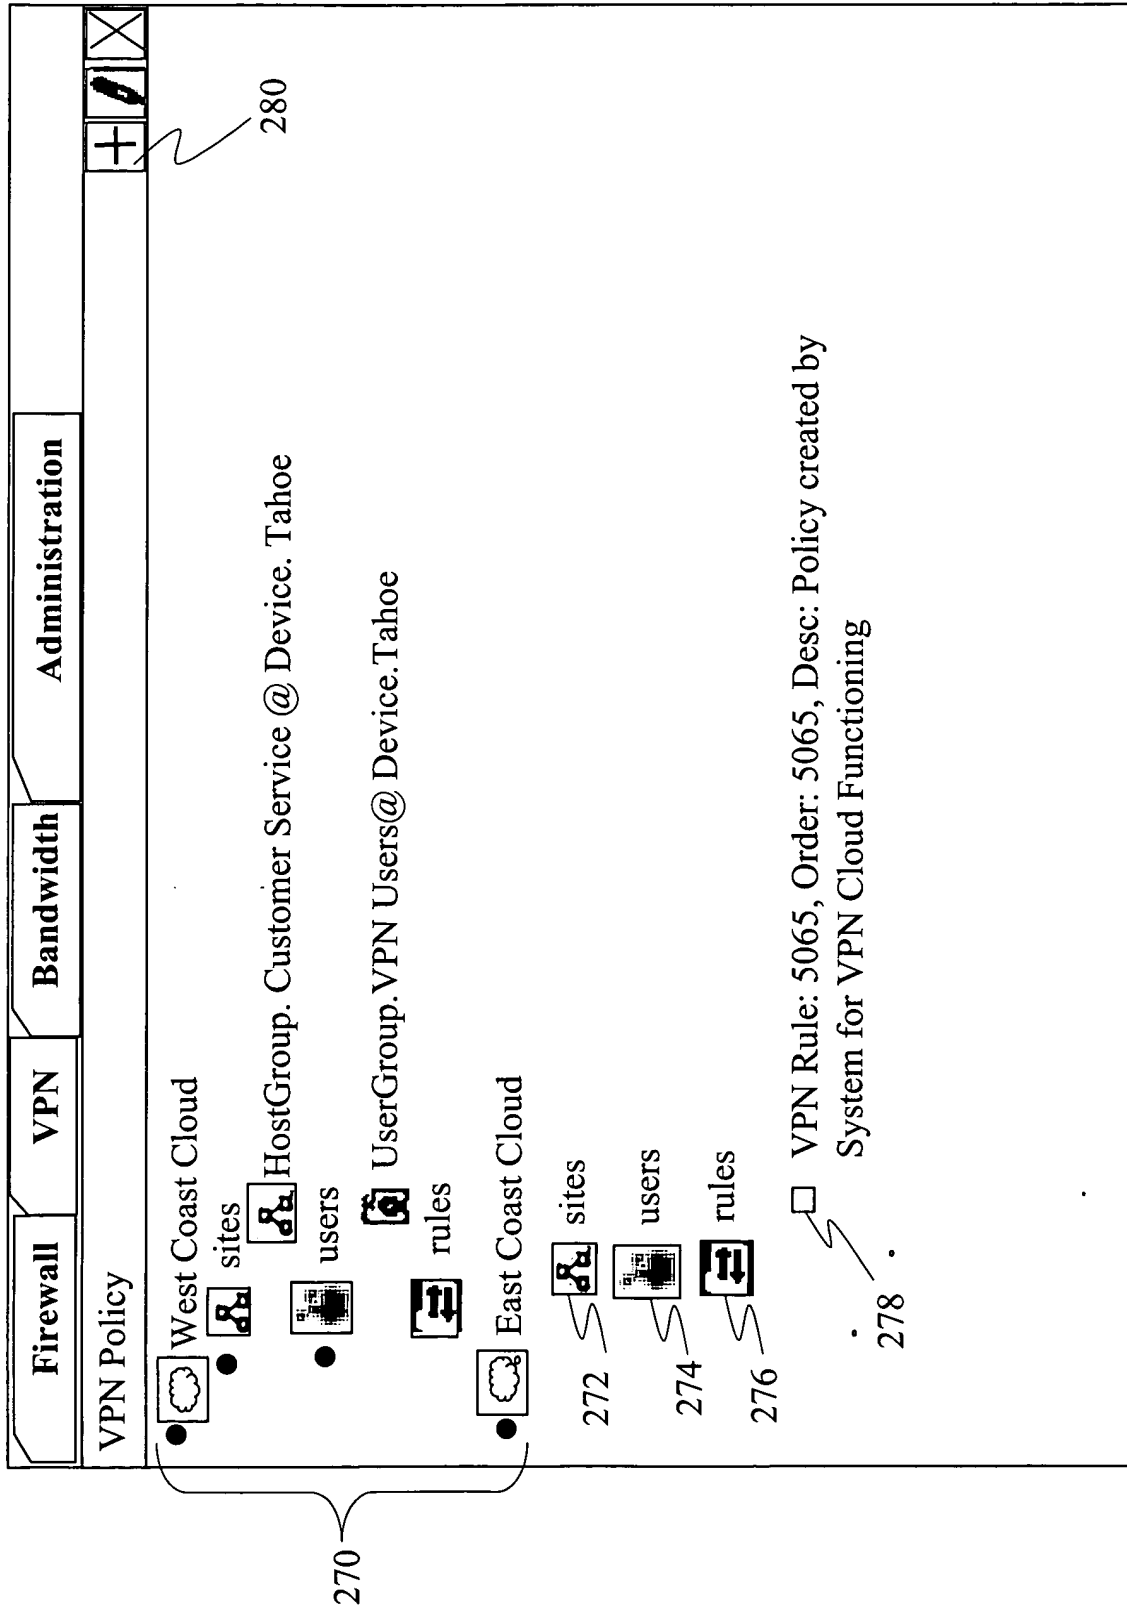 Firewall
VPN
Bandwidth
Administration
VPN Policy
280
West Coast Cloud
sites
HostGroup. Customer Service @ Device. Tahoe
users
UserGroup.VPN Users@ Device.Tahoe
rules
270
East Coast Cloud
272
sites
274
users
276
rules
278
VPN Rule: 5065, Order: 5065, Desc: Policy created by
System for VPN Cloud Functioning